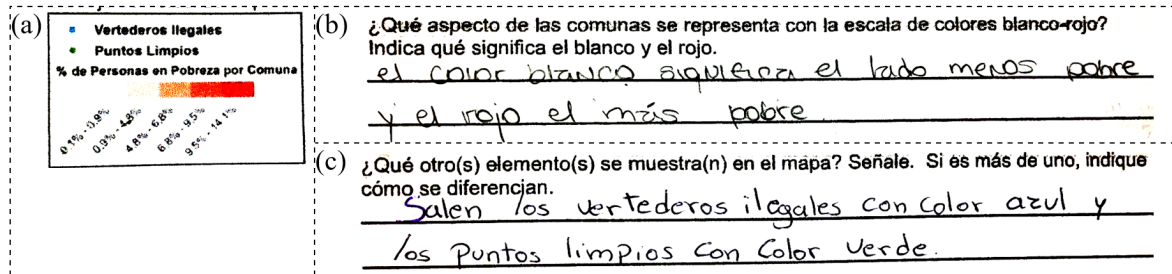 (a)
Vertederos Ilegales
Puntos Limpios
% de Personas en Pobreza por Comuna
0.1% - 0.9%
0.9% - 4.8%
4.8% - 6.8%
6.8% - 9.5%
9.5% - 14.1%
(b) ¿Qué aspecto de las comunas se representa con la escala de colores blanco-rojo?
Indica qué significa el blanco y el rojo.
el color blanco significa el lado menos pobre
y el rojo el más pobre
(c) ¿Qué otro(s) elemento(s) se muestra(n) en el mapa? Señale. Si es más de uno, indique
cómo se diferencian.
Salen los vertederos ilegales con color azul y
los puntos limpios con color verde.